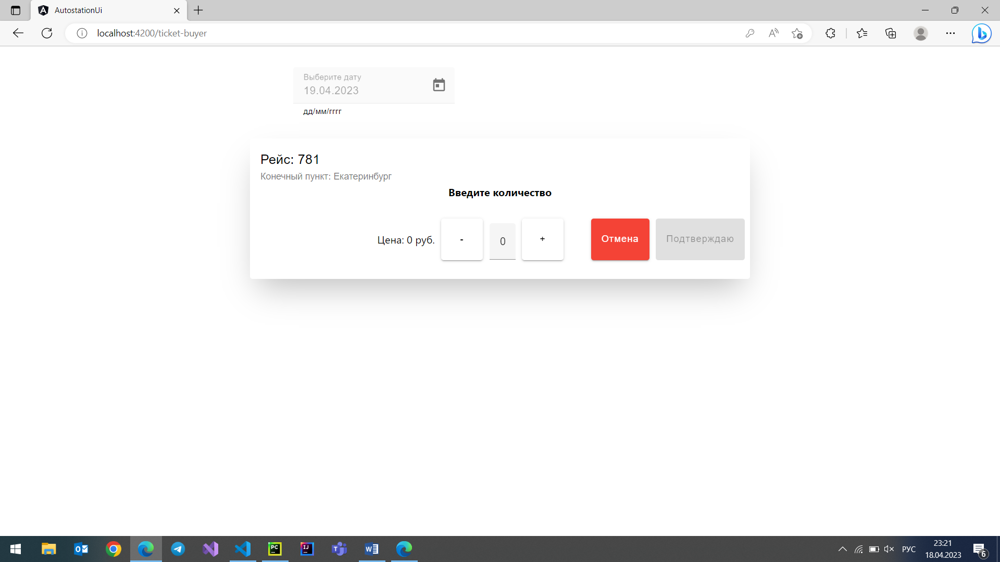 AutostationUi
localhost:4200/ticket-buyer
Выберите дату
19.04.2023
дд/мм/гггг
Рейс: 781
Конечный пункт: Екатеринбург
Введите количество
Цена: 0 руб. - 0 + Отмена Подтверждаю
РУС 23:21
18.04.2023 6